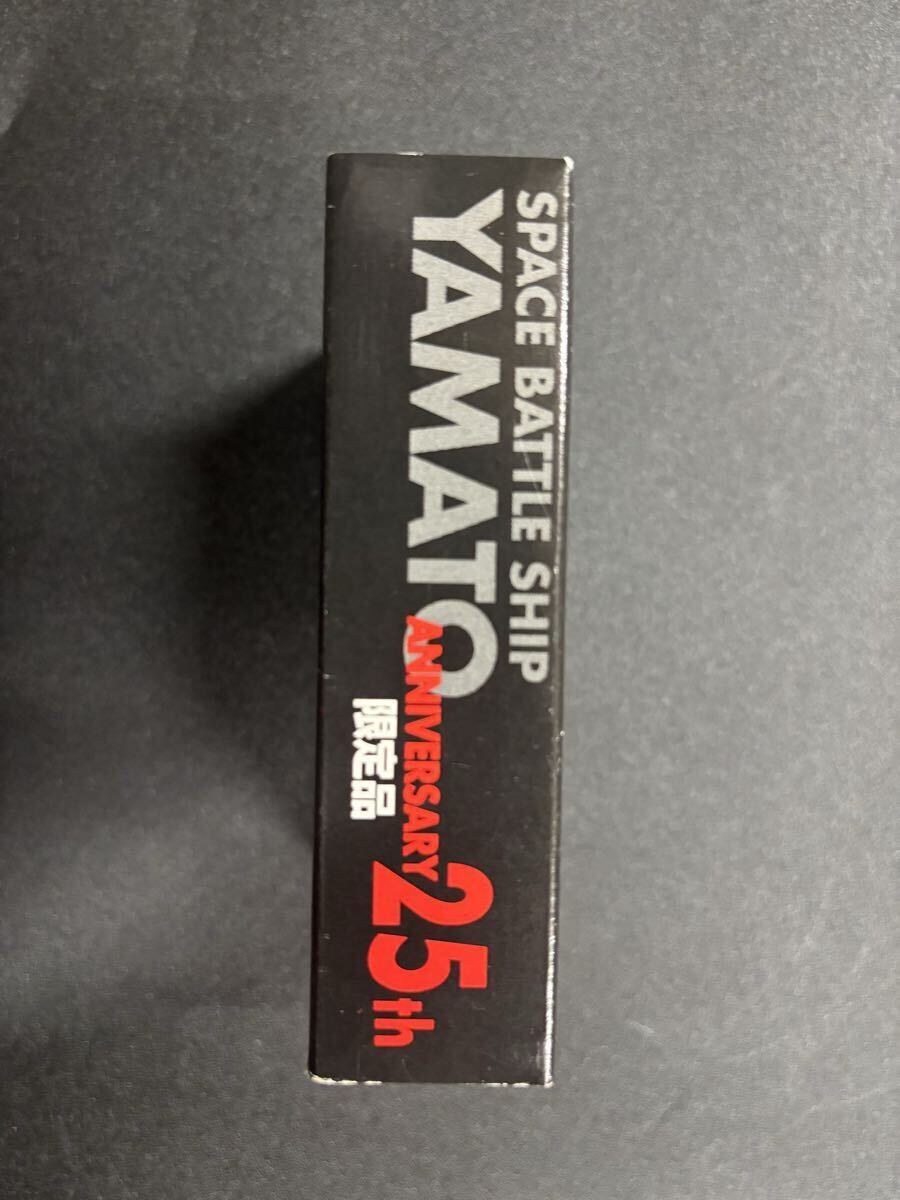 SPACE BATTLE SHIP
YAMATO
ANNIVERSARY 25th
限定品